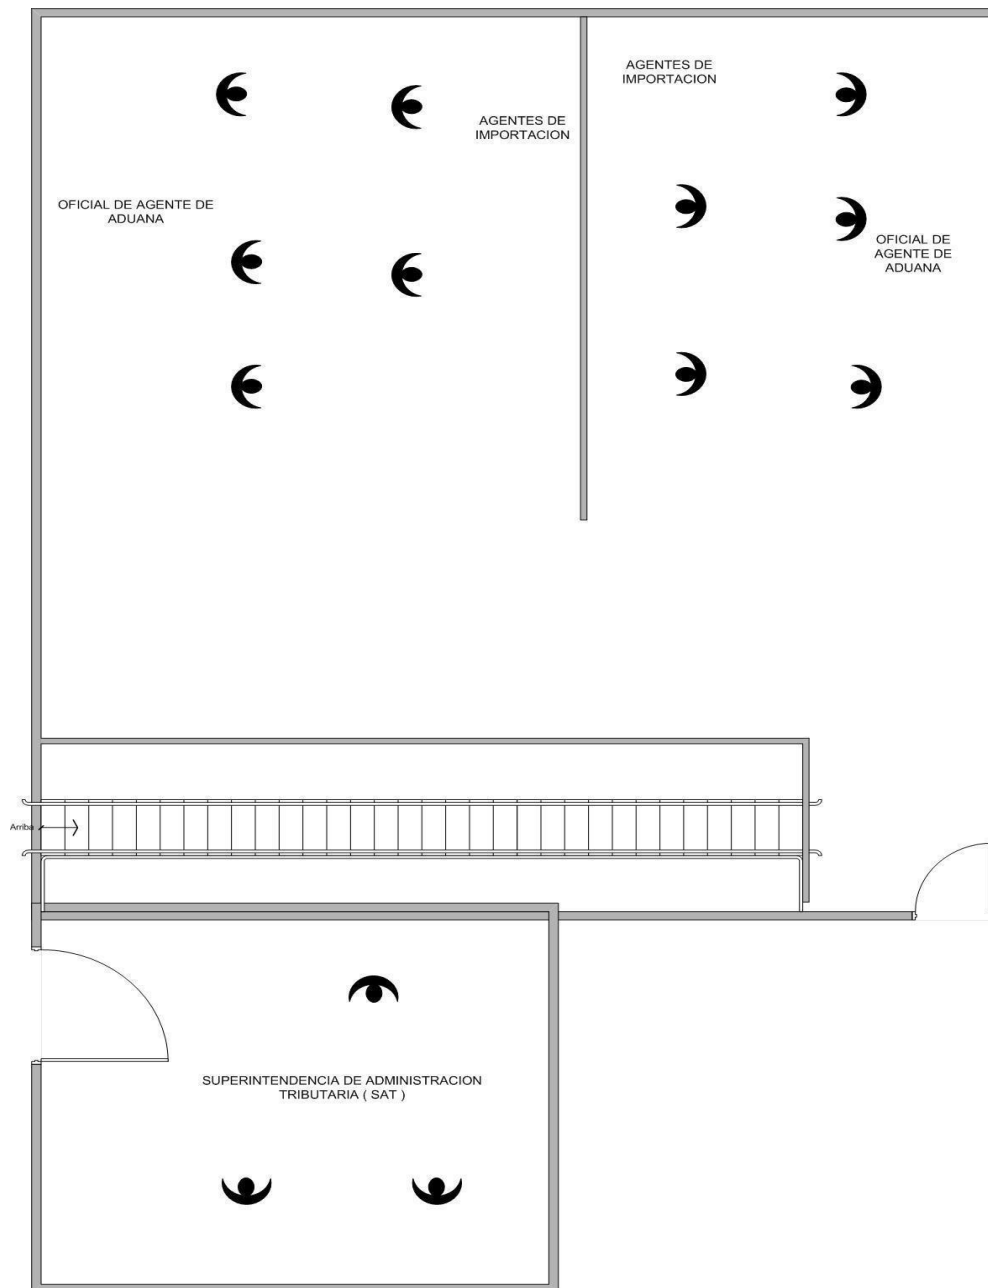 AGENTES DE
IMPORTACION
AGENTES DE
IMPORTACION
OFICIAL DE AGENTE DE
ADUANA
OFICIAL DE
AGENTE DE
ADUANA
Arriba
SUPERINTENDENCIA DE ADMINISTRACION
TRIBUTARIA ( SAT )